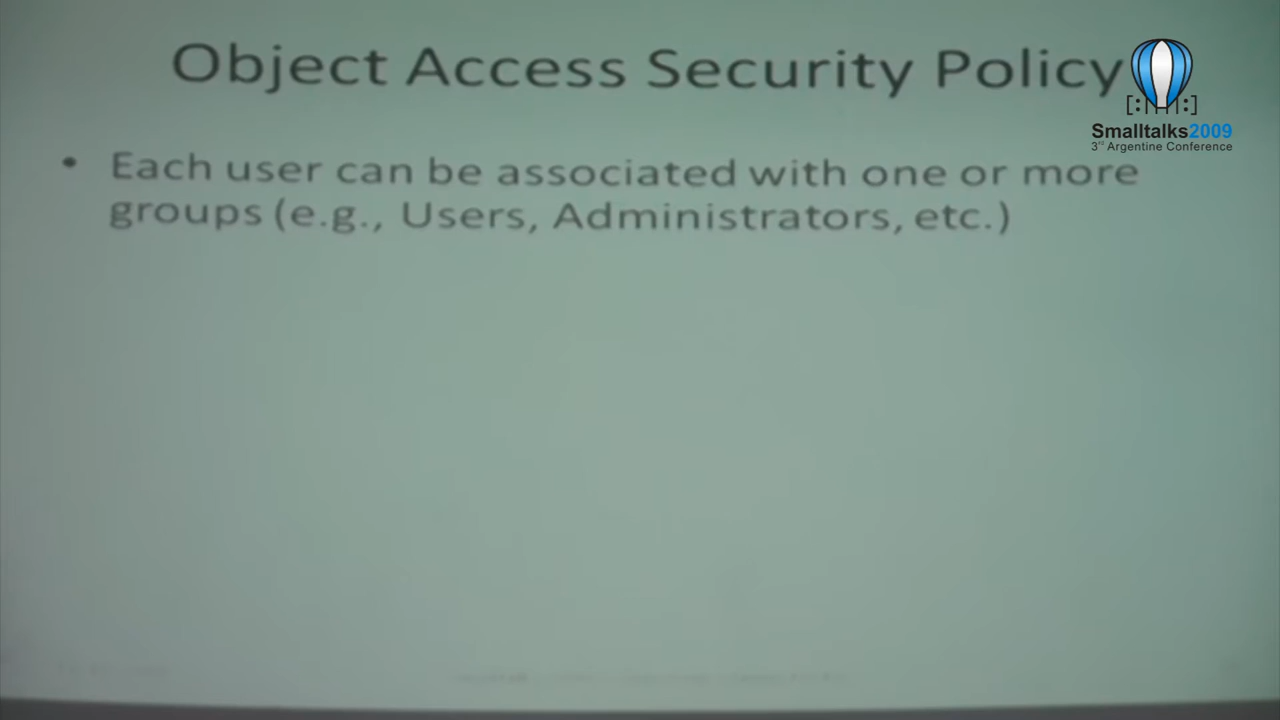 Object Access Security Policy
[:||||:]
Smalltalks2009
3rd Argentine Conference
• Each user can be associated with one or more
groups (e.g., Users, Administrators, etc.)